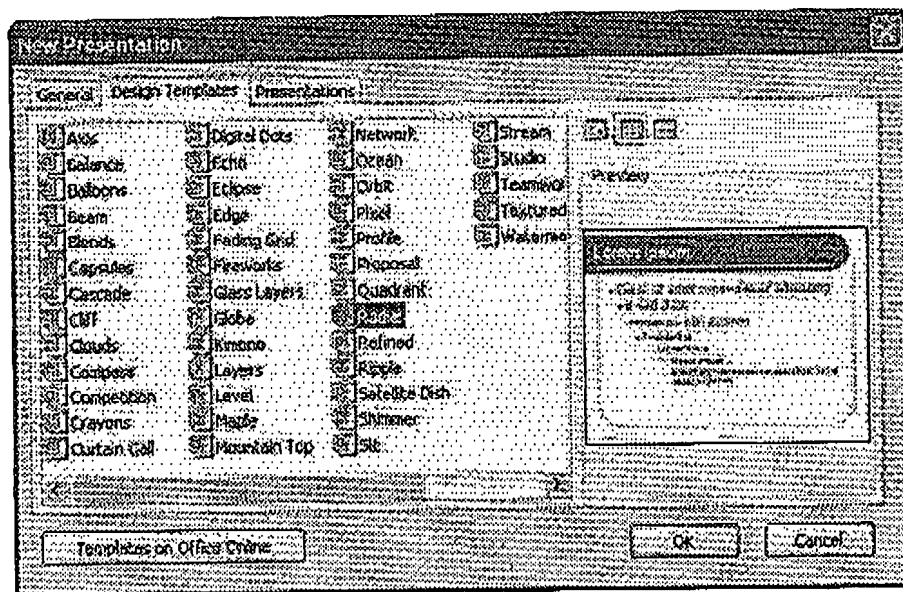 New Presentation
General Design Templates Presentations
Axis
Balance
Balloons
Beam
Blends
Capsules
Cascade
Cliff
Clouds
Compass
Competition
Crayons
Curtain Call
Digital Dots
Echo
Eclipse
Edge
Fading Grid
Fireworks
Glass Layers
Globe
Kimono
Layers
Level
Maple
Mountain Top
Network
Ocean
Orbit
Pixel
Profile
Proposal
Quadrant
Refined
Ripple
Satellite Dish
Shimmer
Silk
Stream
Studio
Teamwo
Textured
Waterma
Preview
Templates on Office Online
OK Cancel